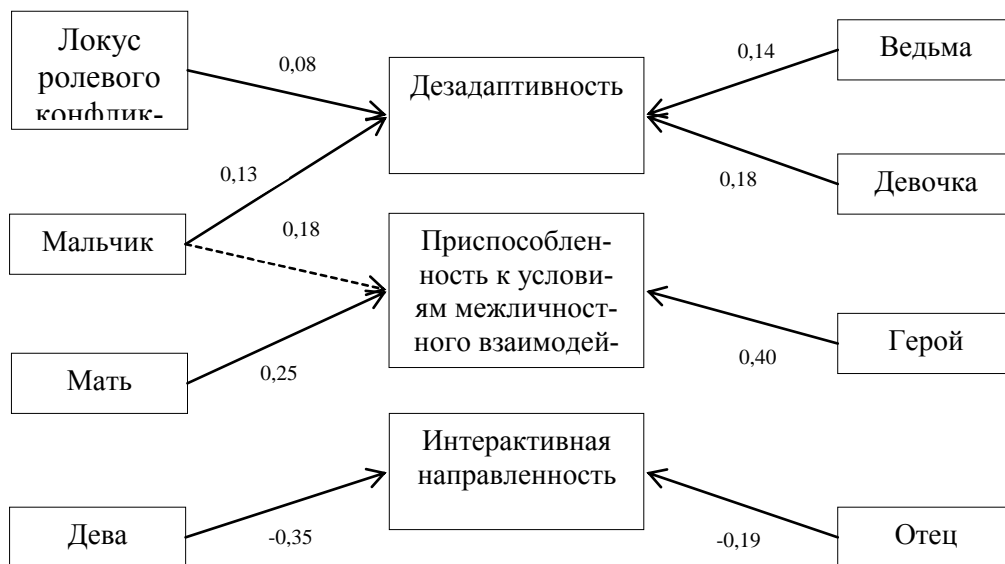 Локус
ролевого
конфлик-
0,08
Дезадаптивность
0,14
Ведьма
0,13
0,18
Девочка
Мальчик
0,18
Приспособлен-
ность к услови-
ям межличност-
ного взаимодей-
Мать
0,25
0,40
Герой
Интерактивная
направленность
Дева
-0,35
-0,19
Отец